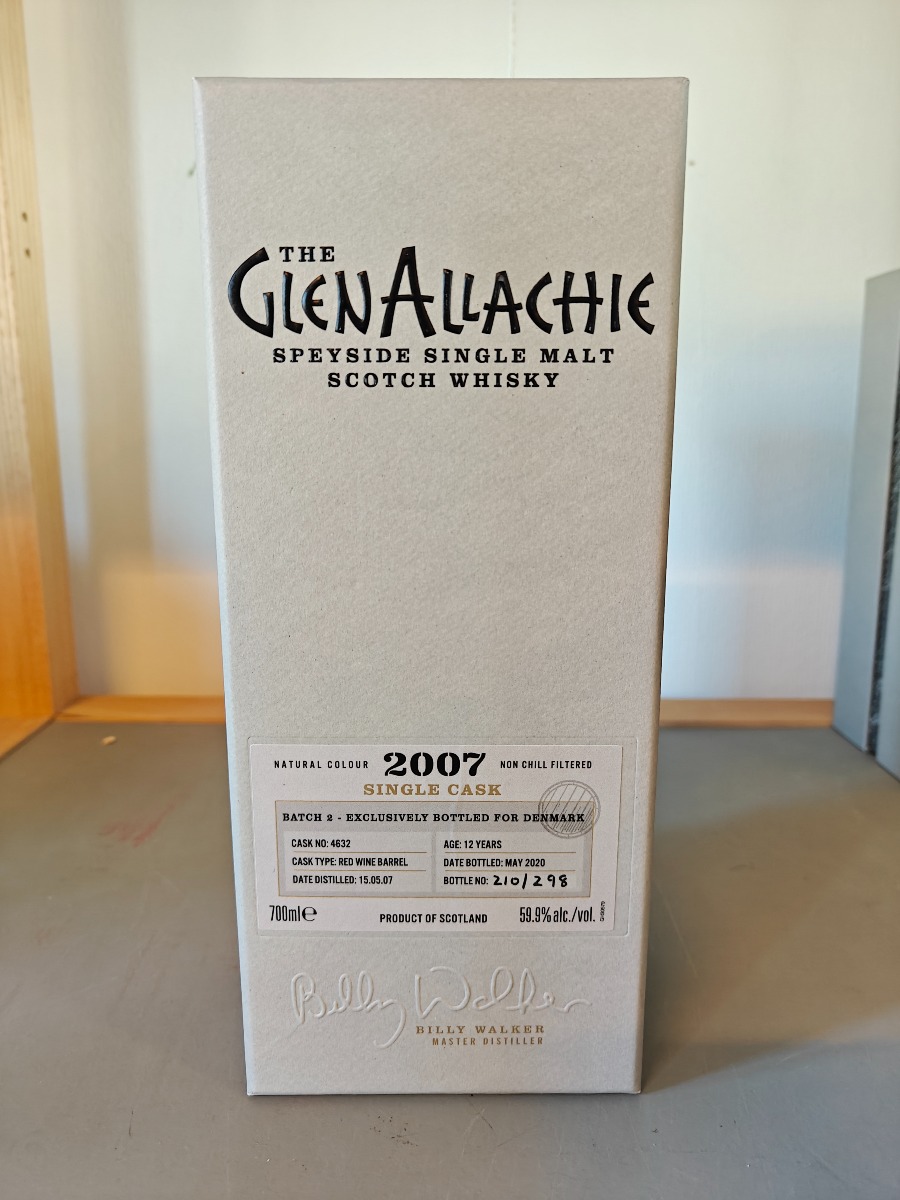 THE
GLENALLACHIE
SPEYSIDE SINGLE MALT
SCOTCH WHISKY
NATURAL COLOUR 2007 NON CHILL FILTERED
SINGLE CASK
BATCH 2 - EXCLUSIVELY BOTTLED FOR DENMARK
CASK NO: 4632 AGE: 12 YEARS
CASK TYPE: RED WINE BARREL DATE BOTTLED: MAY 2020
DATE DISTILLED: 15.05.07 BOTTLE NO: 210/298
700ml℮ PRODUCT OF SCOTLAND 59.9% alc./vol.
Billy Walker
BILLY WALKER
MASTER DISTILLER